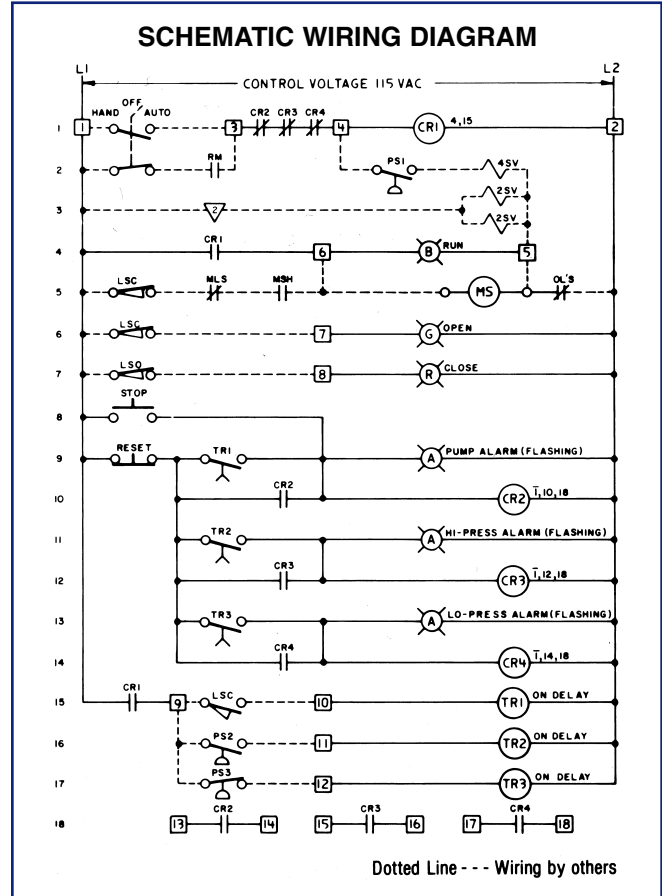 SCHEMATIC WIRING DIAGRAM
L1 L2
CONTROL VOLTAGE 115 VAC
HAND OFF AUTO CR2 CR3 CR4
1 1 3 4 CR1 4,15 2
2 RM PS1 4SV
2SV
3 2
2SV
4 CR1 6 B RUN 5
5 LSC MLS MSH MS OL'S
6 LSC 7 G OPEN
7 LSO 8 R CLOSE
STOP
8
9 RESET TR1 A PUMP ALARM (FLASHING)
10 CR2 CR2 1,10,18
11 TR2 A HI-PRESS ALARM (FLASHING)
12 CR3 CR3 1,12,18
13 TR3 A LO-PRESS ALARM (FLASHING)
14 CR4 CR4 1,14,18
15 CR1 9 LSC 10 TR1 ON DELAY
16 PS2 11 TR2 ON DELAY
17 PS3 12 TR3 ON DELAY
CR2 CR3 CR4
18 13 14 15 16 17 18
Dotted Line - - - Wiring by others